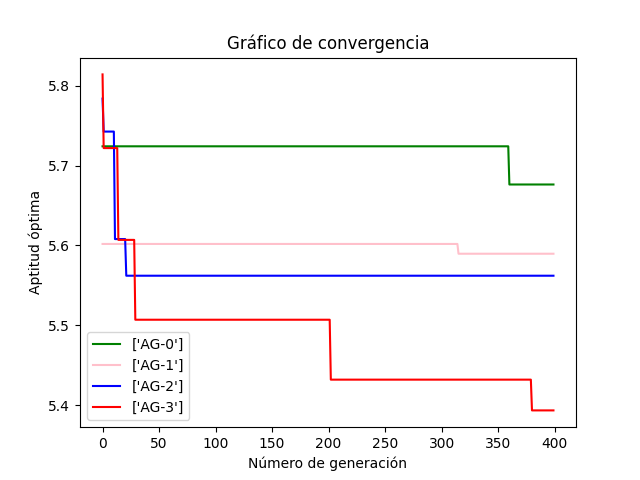 Gráfico de convergencia
Aptitud óptima
5.8
5.7
5.6
5.5
5.4
['AG-0']
['AG-1']
['AG-2']
['AG-3']
0 50 100 150 200 250 300 350 400
Número de generación